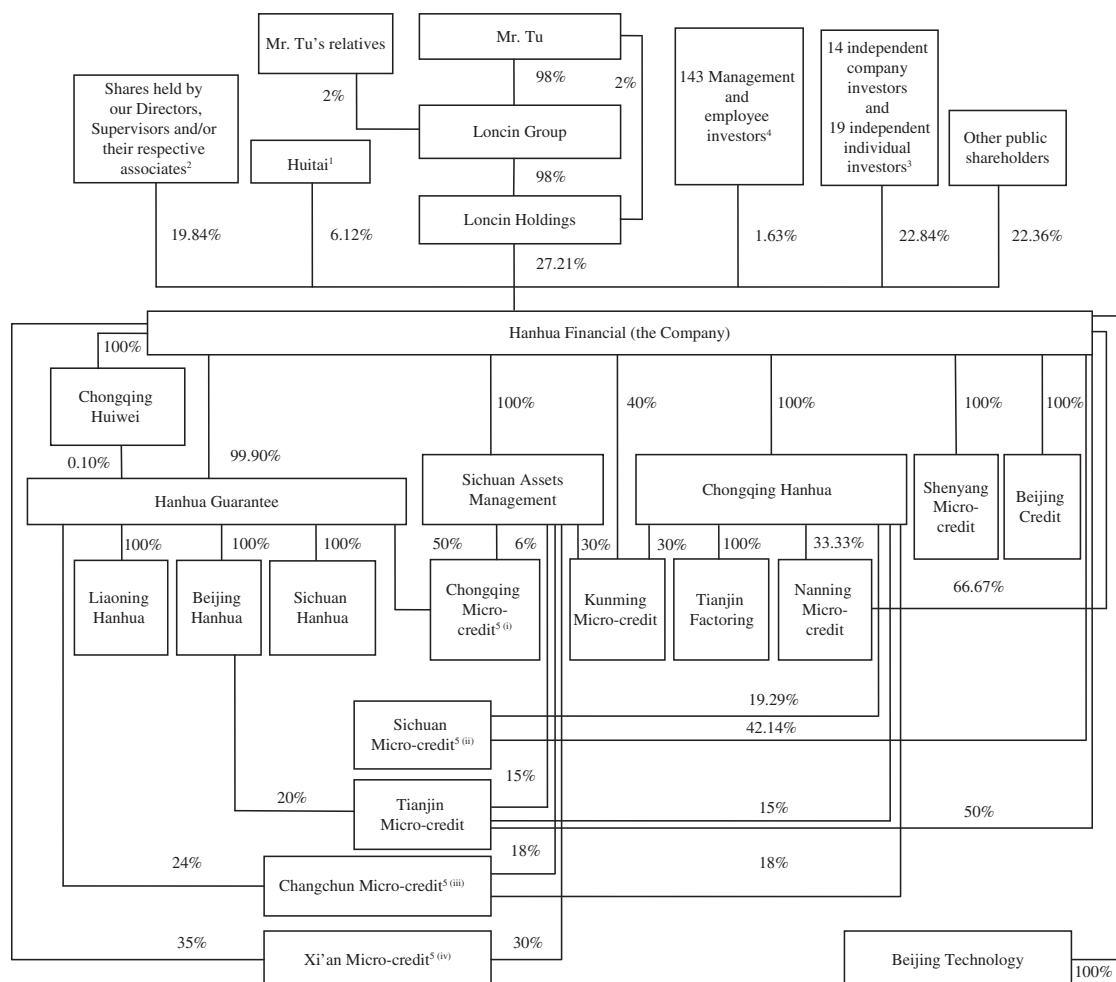 Mr. Tu’s relatives
Mr. Tu
14 independent
company
investors
and
19 independent
individual
investors³
143 Management
and
employee
investors⁴
Shares held by
our Directors,
Supervisors and/or
their respective
associates²
98%
2%
2%
Loncin Group
Other public
shareholders
Huitai¹
98%
Loncin Holdings
19.84%
6.12%
27.21%
1.63%
22.84%
22.36%
Hanhua Financial (the Company)
100%
Chongqing
Huiwei
100%
40%
100%
100%
100%
0.10%
99.90%
Hanhua Guarantee
Sichuan Assets
Management
Chongqing Hanhua
Shenyang
Micro-
credit
Beijing
Credit
100%
100%
100%
50%
6%
30%
30%
100%
33.33%
66.67%
Liaoning
Hanhua
Beijing
Hanhua
Sichuan
Hanhua
Chongqing
Micro-
credit⁵ ⁽ⁱ⁾
Kunming
Micro-credit
Tianjin
Factoring
Nanning
Micro-
credit
19.29%
Sichuan
Micro-credit⁵ ⁽ⁱⁱ⁾
42.14%
15%
20%
Tianjin
Micro-credit
15%
50%
18%
24%
Changchun Micro-credit⁵ ⁽ⁱⁱⁱ⁾
18%
35%
Xi’an Micro-credit⁵ ⁽ⁱᵛ⁾
30%
Beijing Technology
100%